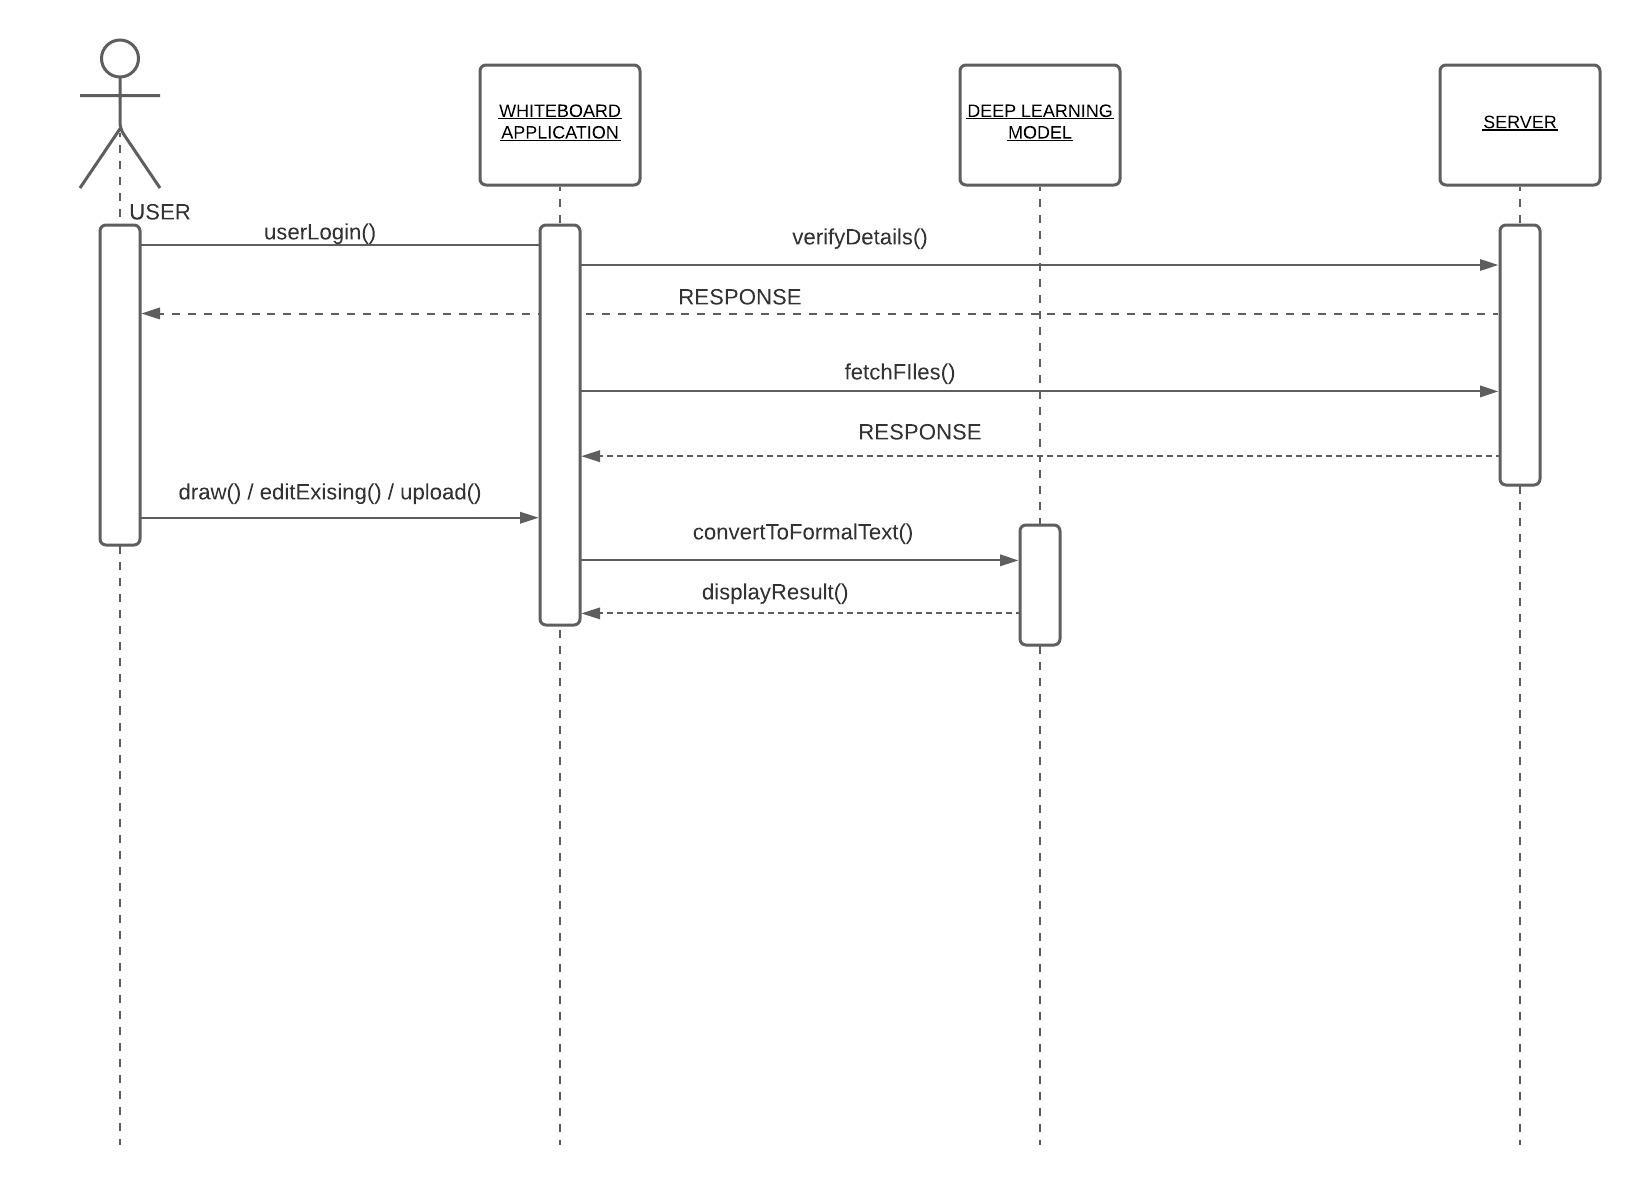 WHITEBOARD
APPLICATION
DEEP LEARNING
MODEL
SERVER
USER
userLogin()
verifyDetails()
RESPONSE
fetchFIles()
RESPONSE
draw() / editExising() / upload()
convertToFormalText()
displayResult()